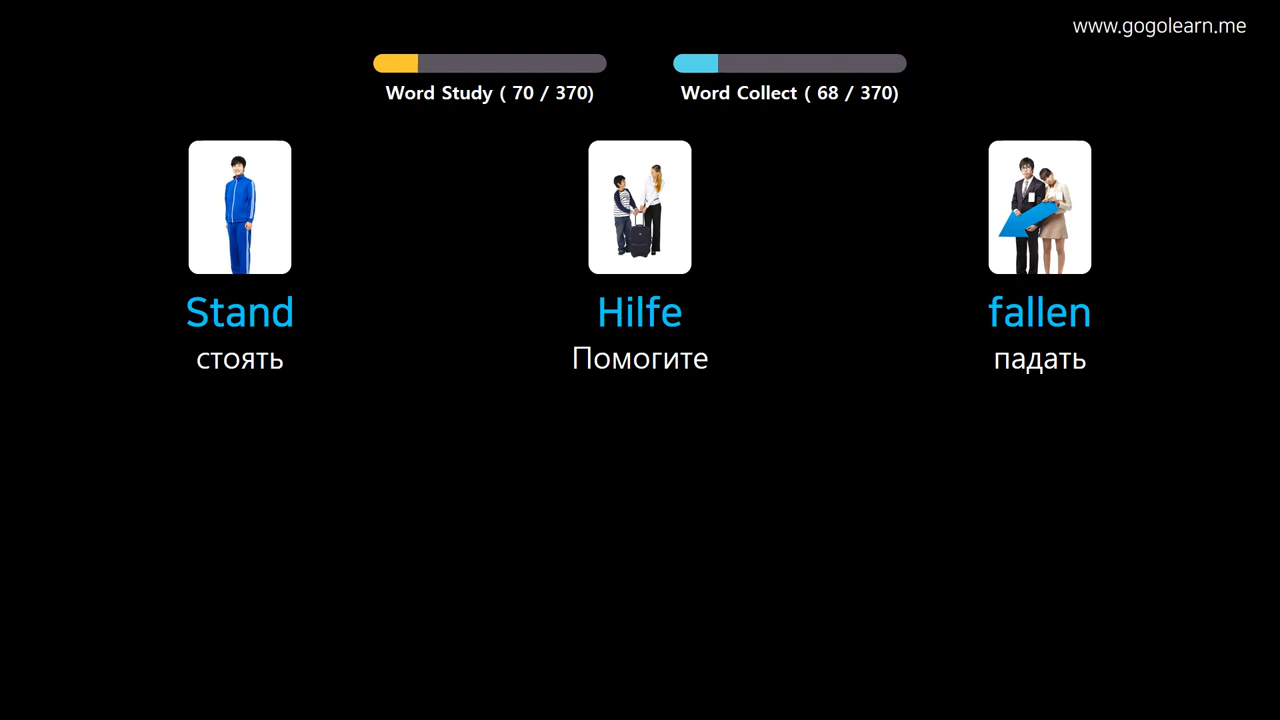 www.gogolearn.me
Word Study ( 70 / 370)
Word Collect ( 68 / 370)
Stand
стоять
Hilfe
Помогите
fallen
падать